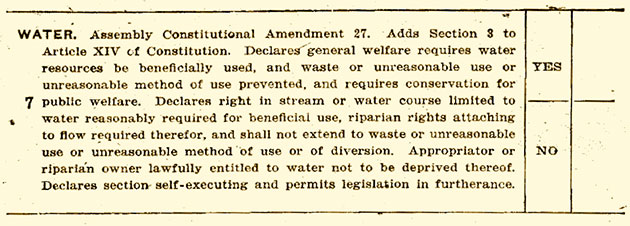 WATER. Assembly Constitutional Amendment 27. Adds Section 3 to
Article XIV of Constitution. Declares general welfare requires water
resources be beneficially used, and waste or unreasonable use or
unreasonable method of use prevented, and requires conservation for
7 public welfare. Declares right in stream or water course limited to
water reasonably required for beneficial use, riparian rights attaching
to flow required therefor, and shall not extend to waste or unreasonable
use or unreasonable method of use or of diversion. Appropriator or
riparian owner lawfully entitled to water not to be deprived thereof.
Declares section self-executing and permits legislation in furtherance.
YES
NO